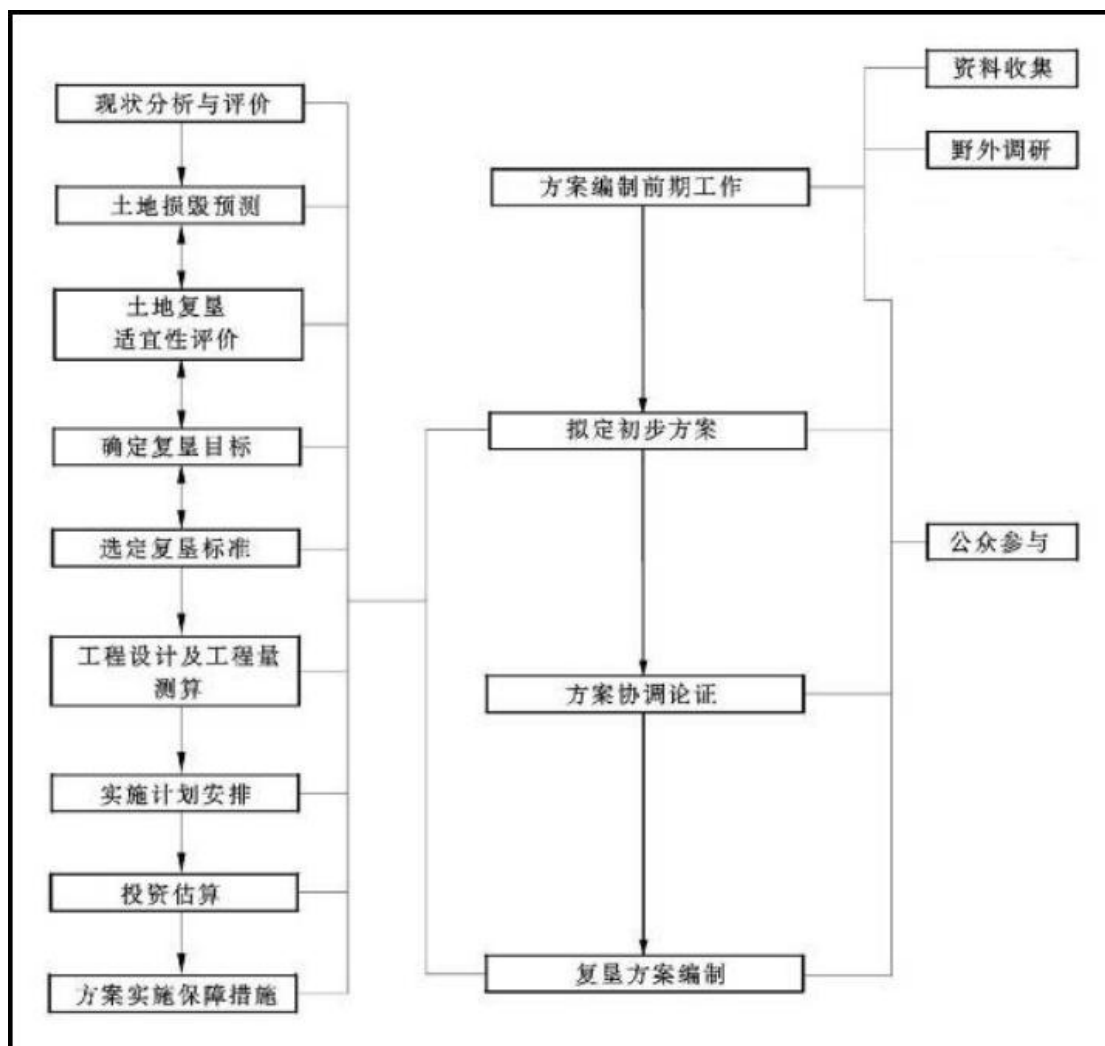 现状分析与评价
土地损毁预测
土地复垦
适宜性评价
确定复垦目标
选定复垦标准
工程设计及工程量
测算
实施计划安排
投资估算
方案实施保障措施
方案编制前期工作
拟定初步方案
方案协调论证
复垦方案编制
资料收集
野外调研
公众参与